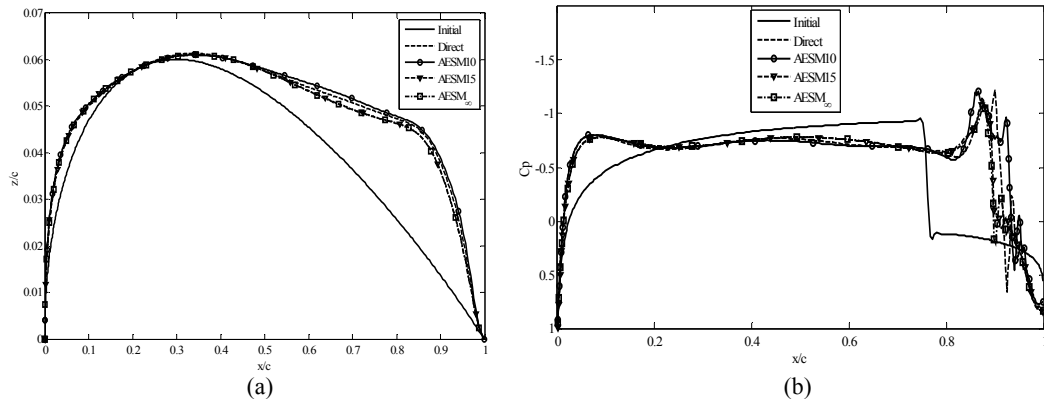 0.07
0.06
0.05
0.04
0.03
0.02
0.01
0
z/c
0 0.1 0.2 0.3 0.4 0.5 0.6 0.7 0.8 0.9 1
x/c
Initial
Direct
AESM10
AESM15
AESM∞
(a)
-1.5
-1
-0.5
0
0.5
1
Cp
0 0.2 0.4 0.6 0.8 1
x/c
Initial
Direct
AESM10
AESM15
AESM∞
(b)